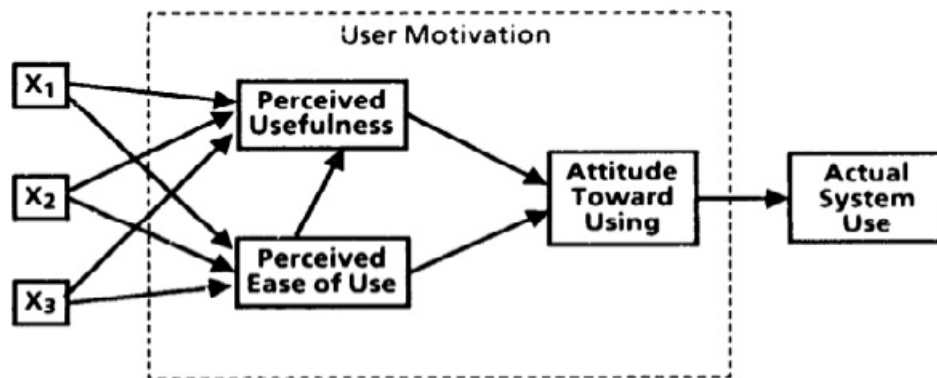 User Motivation
X1
Perceived
Usefulness
X2
Attitude
Toward
Using
Actual
System
Use
X3
Perceived
Ease of Use